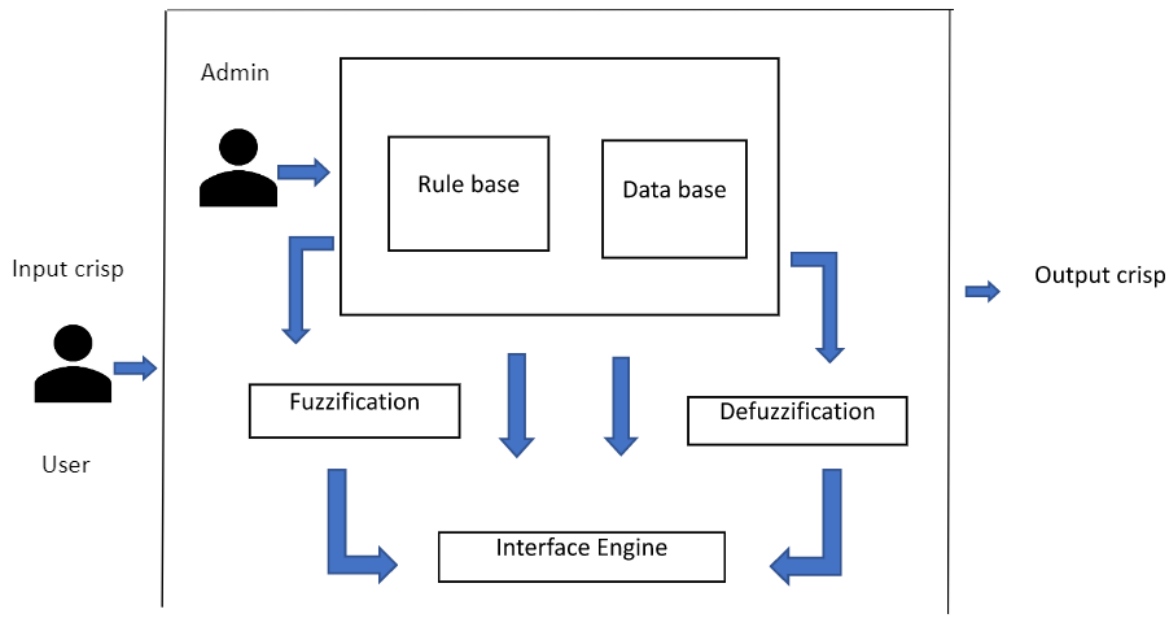 Admin
Rule base
Data base
Input crisp
Output crisp
Fuzzification
Defuzzification
User
Interface Engine